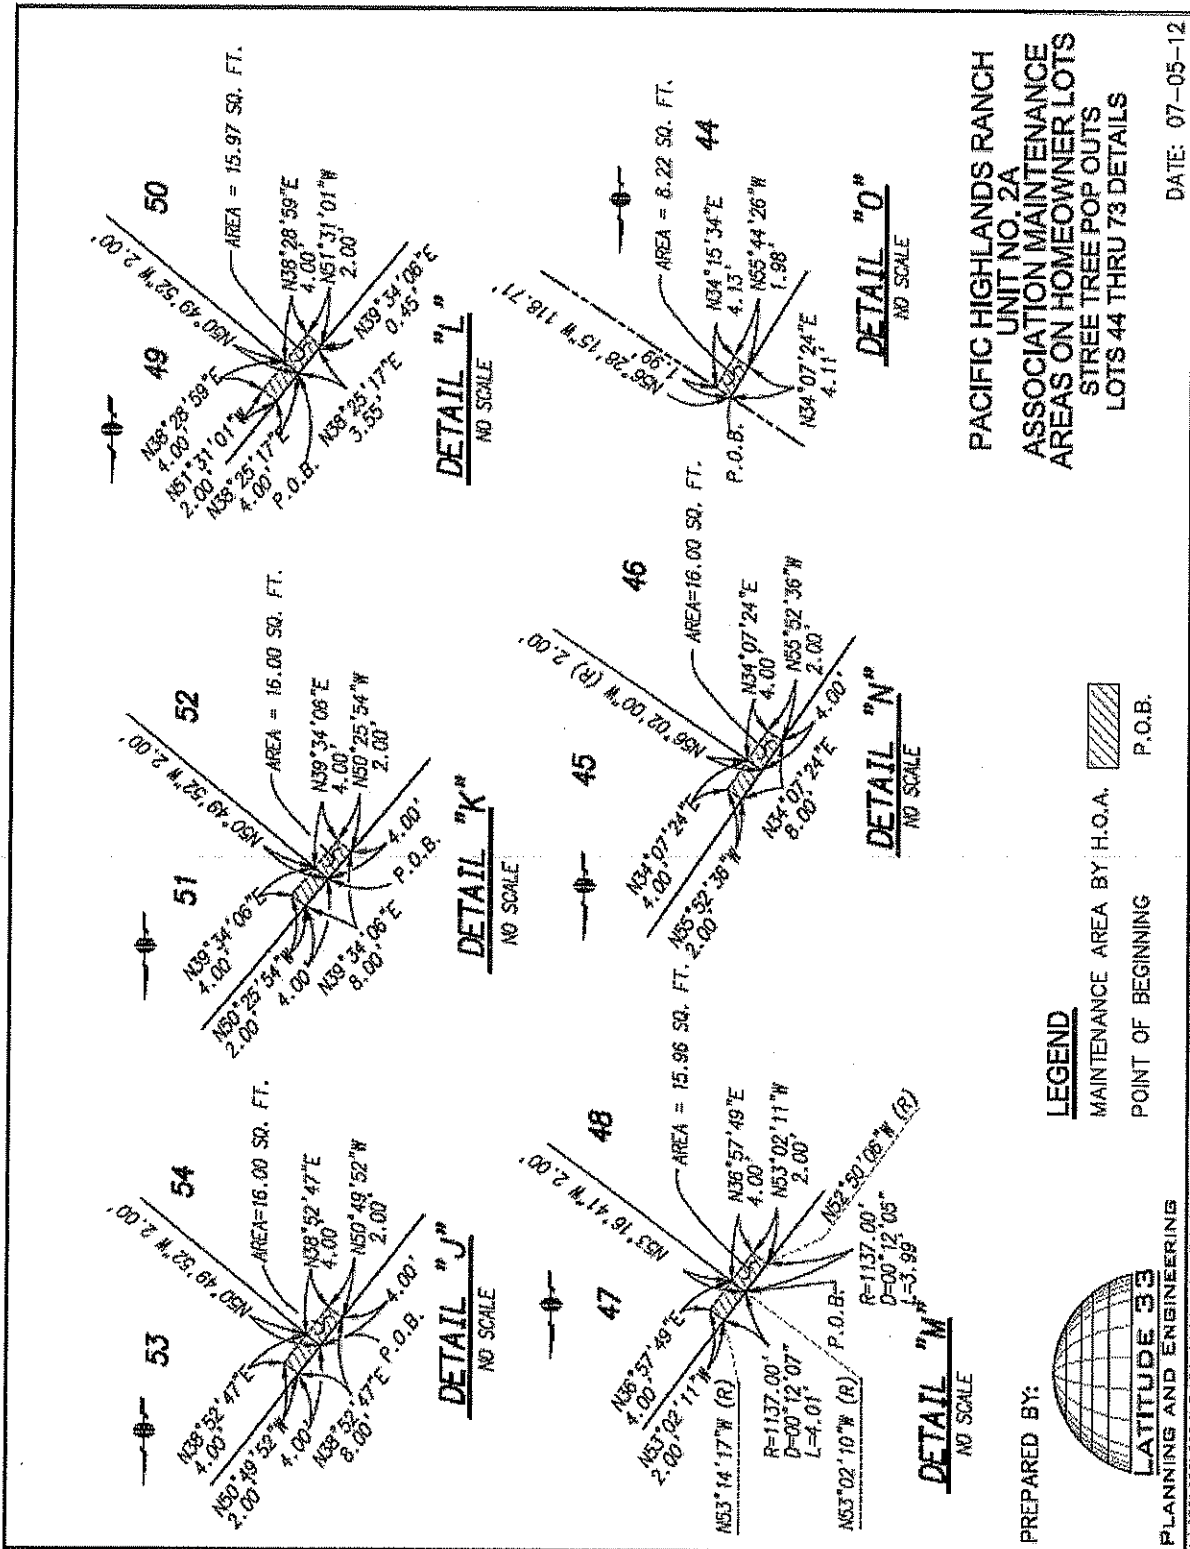 53
54
N38°52'47"E
4.00'
N50°49'52"W
2.00'
4.00'
N38°52'47"E
8.00'
P.O.B.
4.00'
N50°49'52"W 2.00'
AREA=16.00 SQ. FT.
N38°52'47"E
4.00'
N50°49'52"W
2.00'
DETAIL "J"
NO SCALE
51
52
N39°34'06"E
4.00'
N50°25'54"W
2.00'
4.00'
N39°34'06"E
8.00'
P.O.B.
4.00'
N50°49'52"W 2.00'
AREA = 16.00 SQ. FT.
N39°34'06"E
4.00'
N50°25'54"W
2.00'
DETAIL "K"
NO SCALE
49
50
N38°28'59"E
4.00'
N51°31'01"W
2.00'
N38°25'17"E
4.00'
P.O.B.
N38°25'17"E
3.55'
N50°49'52"W 2.00'
AREA = 15.97 SQ. FT.
N38°28'59"E
4.00'
N51°31'01"W
2.00'
N39°34'06"E
0.45'
DETAIL "L"
NO SCALE
47
48
N36°57'49"E
4.00'
N53°02'11"W
2.00'
N53°14'17"W (R)
R=1137.00'
D=00°12'07"
L=4.01'
N53°02'10"W (R)
P.O.B.
N53°16'41"W 2.00'
AREA = 15.96 SQ. FT.
N36°57'49"E
4.00'
N53°02'11"W
2.00'
N52°50'06"W (R)
R=1137.00'
D=00°12'05"
L=3.99'
DETAIL "M"
NO SCALE
45
46
N34°07'24"E
4.00'
N55°52'36"W
2.00'
N34°07'24"E
8.00'
4.00'
N56°02'00"W (R) 2.00'
AREA=16.00 SQ. FT.
N34°07'24"E
4.00'
N55°52'36"W
2.00'
DETAIL "N"
NO SCALE
44
N56°28'15"W 118.71'
1.99'
AREA = 8.22 SQ. FT.
P.O.B.
N34°15'34"E
4.13'
N55°44'26"W
1.98'
N34°07'24"E
4.11'
DETAIL "O"
NO SCALE
LEGEND
MAINTENANCE AREA BY H.O.A.
POINT OF BEGINNING P.O.B.
PREPARED BY:
LATITUDE 33
PLANNING AND ENGINEERING
PACIFIC HIGHLANDS RANCH
UNIT NO. 2A
ASSOCIATION MAINTENANCE
AREAS ON HOMEOWNER LOTS
STREE TREE POP OUTS
LOTS 44 THRU 73 DETAILS
DATE: 07-05-12